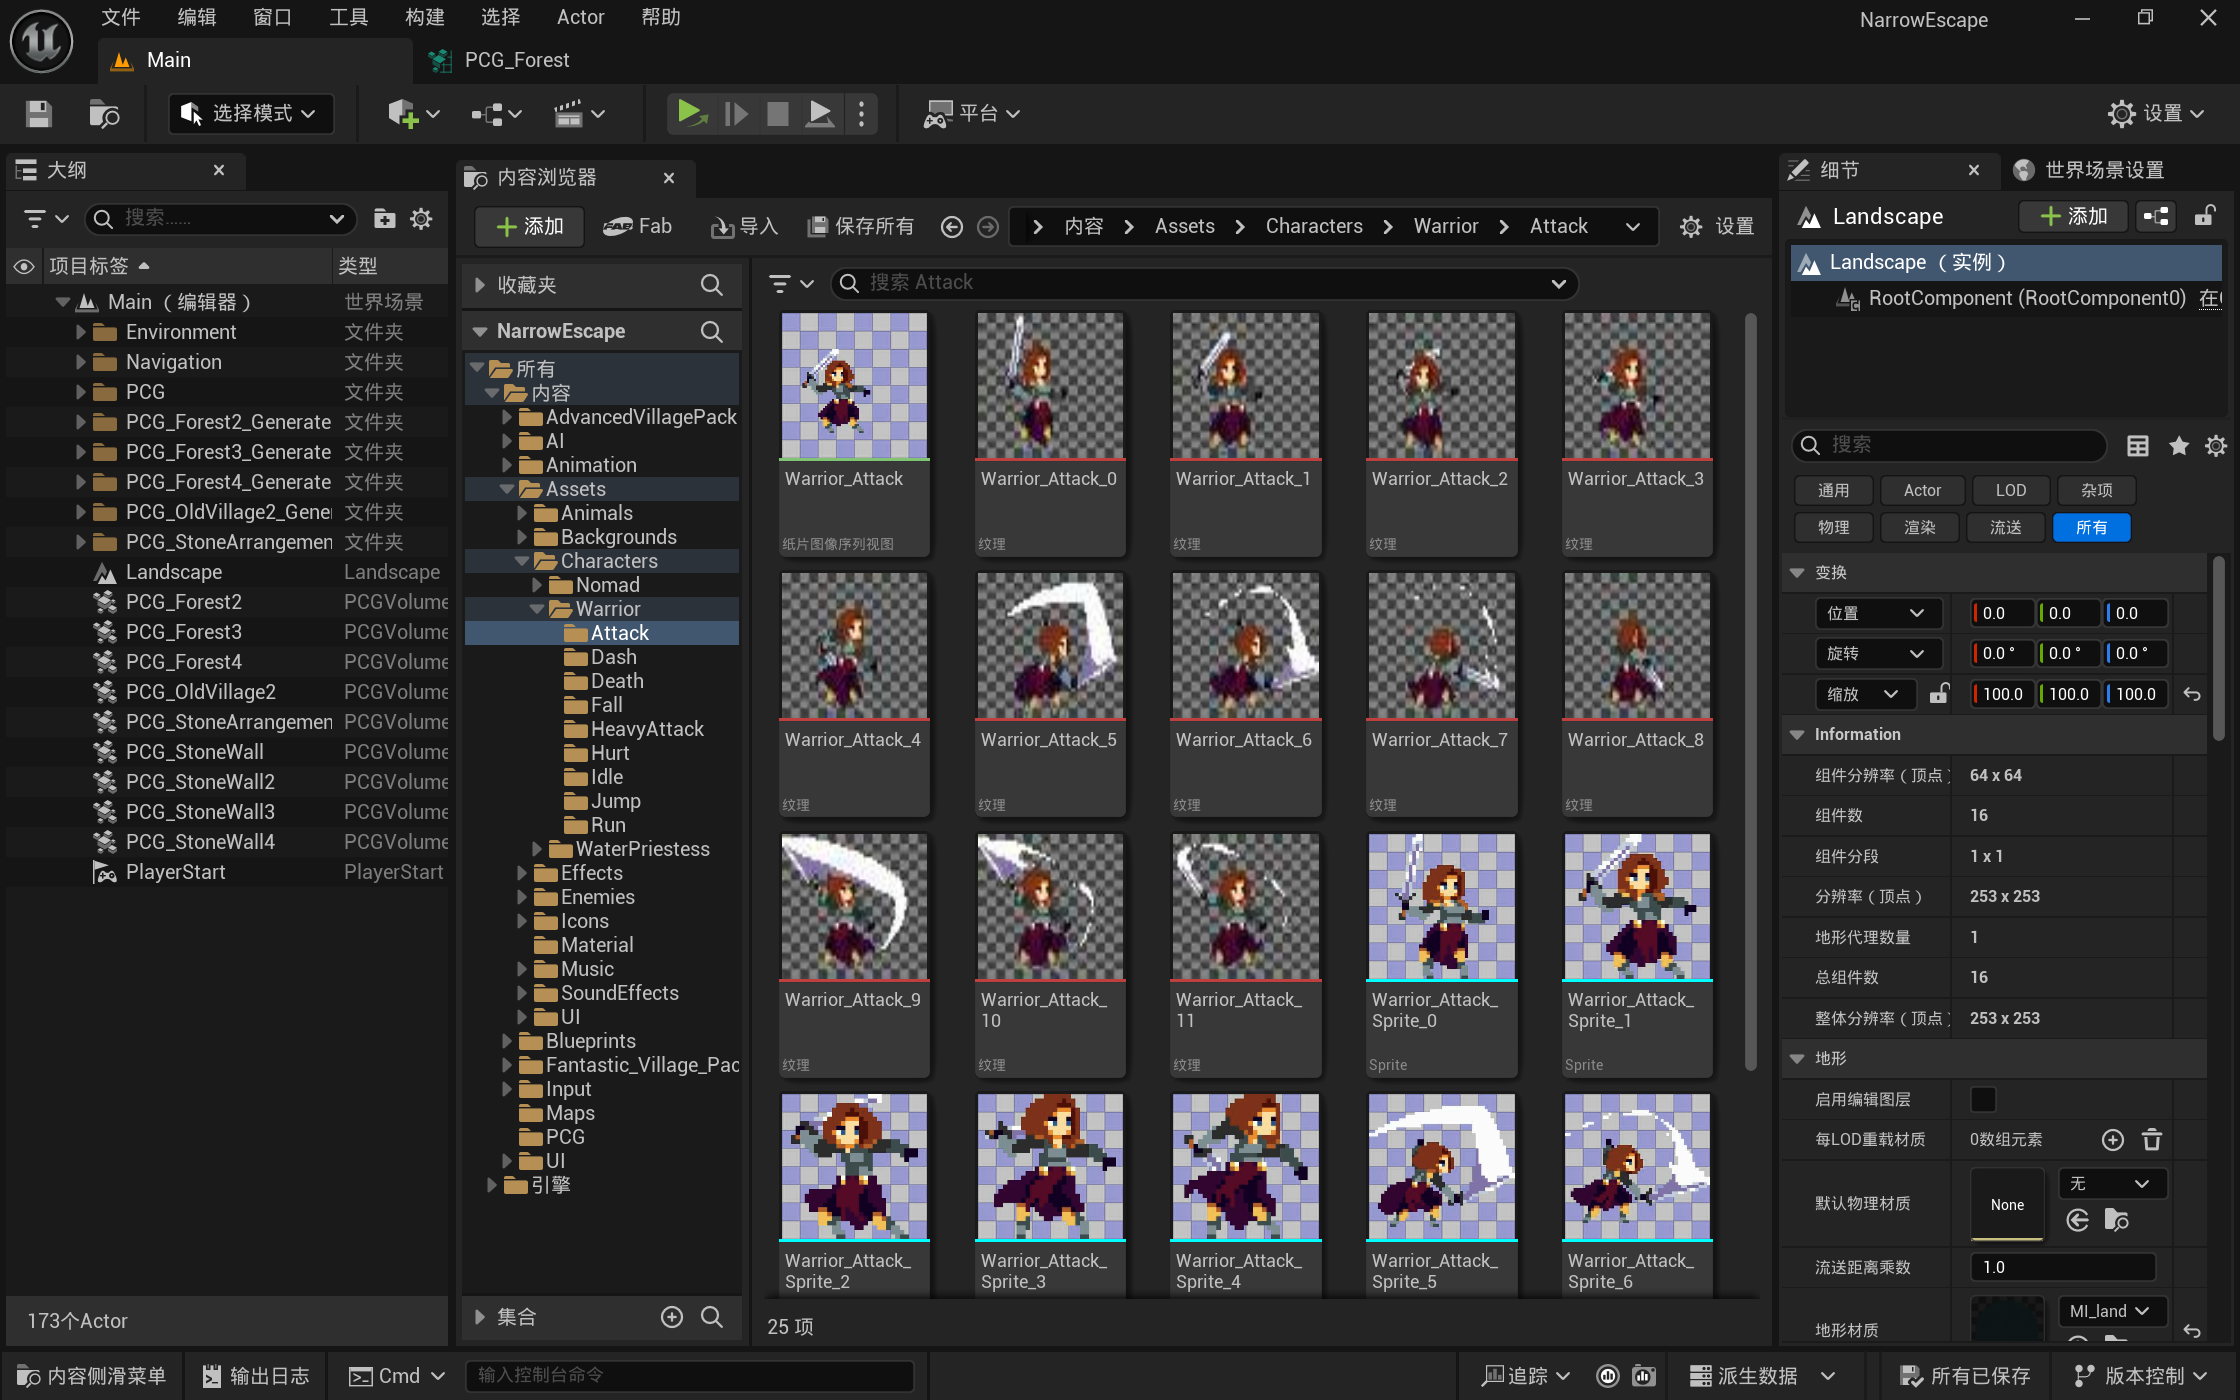 文件 编辑 窗口 工具 构建 选择 Actor 帮助
NarrowEscape
Main PCG_Forest
选择模式 平台 设置
大纲
搜索......
项目标签 类型
Main（编辑器） 世界场景
Environment 文件夹
Navigation 文件夹
PCG 文件夹
PCG_Forest2_Generate 文件夹
PCG_Forest3_Generate 文件夹
PCG_Forest4_Generate 文件夹
PCG_OldVillage2_Gene 文件夹
PCG_StoneArrangemen 文件夹
Landscape Landscape
PCG_Forest2 PCGVolume
PCG_Forest3 PCGVolume
PCG_Forest4 PCGVolume
PCG_OldVillage2 PCGVolume
PCG_StoneArrangemen PCGVolume
PCG_StoneWall PCGVolume
PCG_StoneWall2 PCGVolume
PCG_StoneWall3 PCGVolume
PCG_StoneWall4 PCGVolume
PlayerStart PlayerStart
173个Actor
内容浏览器
添加 Fab 导入 保存所有 内容 Assets Characters Warrior Attack 设置
收藏夹
NarrowEscape
所有
内容
AdvancedVillagePack
AI
Animation
Assets
Animals
Backgrounds
Characters
Nomad
Warrior
Attack
Dash
Death
Fall
HeavyAttack
Hurt
Idle
Jump
Run
WaterPriestess
Effects
Enemies
Icons
Material
Music
SoundEffects
UI
Blueprints
Fantastic_Village_Pac
Input
Maps
PCG
UI
引擎
集合
搜索 Attack
Warrior_Attack Warrior_Attack_0 Warrior_Attack_1 Warrior_Attack_2 Warrior_Attack_3
纸片图像序列视图 纹理 纹理 纹理 纹理
Warrior_Attack_4 Warrior_Attack_5 Warrior_Attack_6 Warrior_Attack_7 Warrior_Attack_8
纹理 纹理 纹理 纹理 纹理
Warrior_Attack_9 Warrior_Attack_ Warrior_Attack_ Warrior_Attack_ Warrior_Attack_
10 11 Sprite_0 Sprite_1
纹理 纹理 纹理 Sprite Sprite
Warrior_Attack_ Warrior_Attack_ Warrior_Attack_ Warrior_Attack_ Warrior_Attack_
Sprite_2 Sprite_3 Sprite_4 Sprite_5 Sprite_6
25 项
细节 世界场景设置
Landscape 添加
Landscape（实例）
RootComponent (RootComponent0) 在
搜索
通用 Actor LOD 杂项
物理 渲染 流送 所有
变换
位置 0.0 0.0 0.0
旋转 0.0 ° 0.0 ° 0.0 °
缩放 100.0 100.0 100.0
Information
组件分辨率（顶点 64 x 64
组件数 16
组件分段 1 x 1
分辨率（顶点） 253 x 253
地形代理数量 1
总组件数 16
整体分辨率（顶点 253 x 253
地形
启用编辑图层
每LOD重载材质 0数组元素
默认物理材质 None 无
流送距离乘数 1.0
地形材质 MI_land
内容侧滑菜单 输出日志 Cmd 输入控制台命令 追踪 派生数据 所有已保存 版本控制